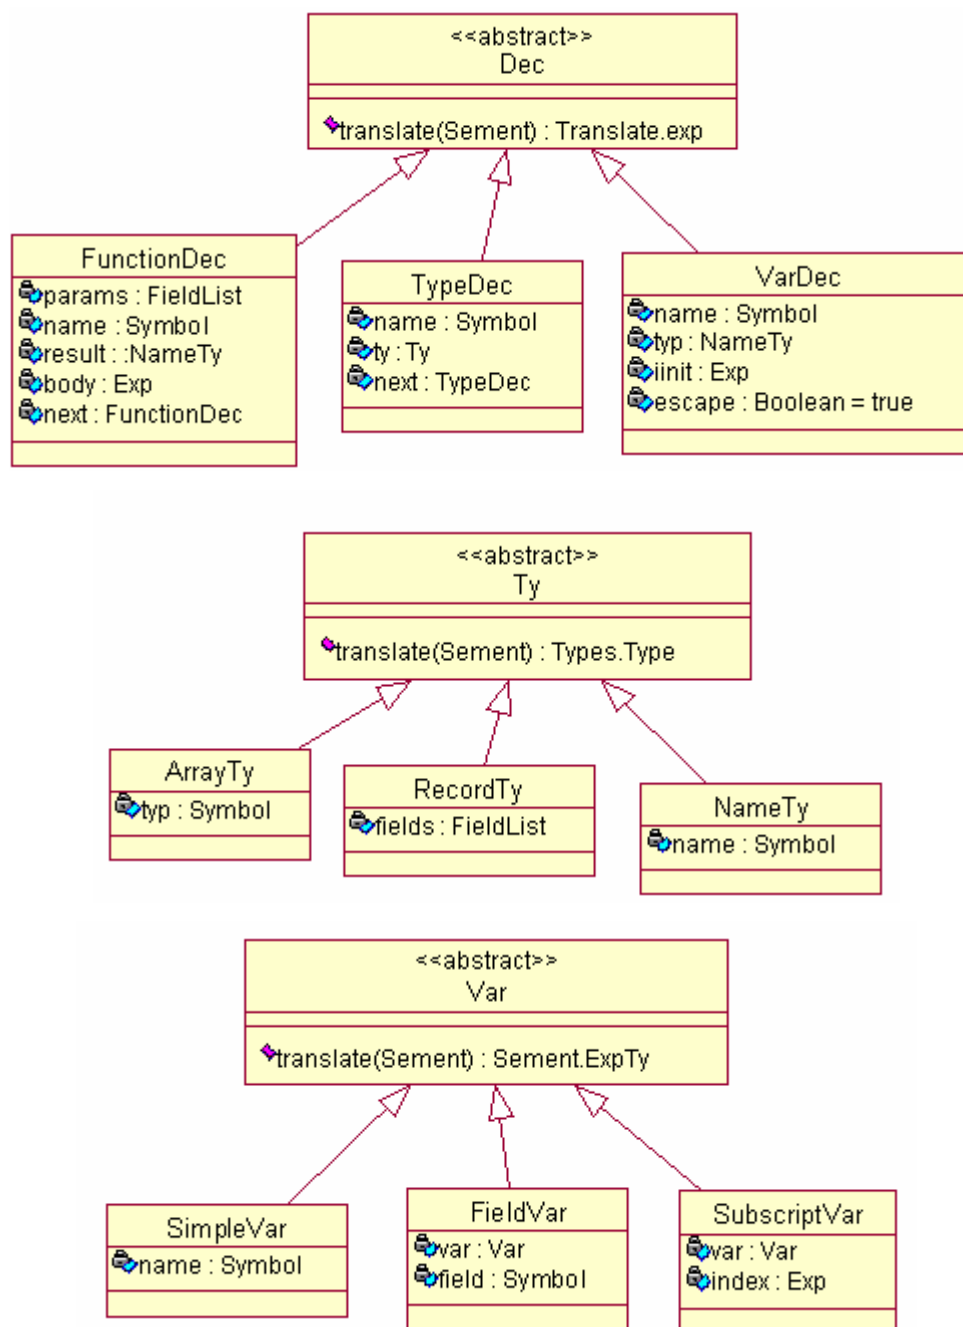 <<abstract>>
Dec
translate(Sement) : Translate.exp
FunctionDec
params : FieldList
name : Symbol
result : :NameTy
body : Exp
next : FunctionDec
TypeDec
name : Symbol
ty : Ty
next : TypeDec
VarDec
name : Symbol
typ : NameTy
iinit : Exp
escape : Boolean = true
<<abstract>>
Ty
translate(Sement) : Types.Type
ArrayTy
typ : Symbol
RecordTy
fields : FieldList
NameTy
name : Symbol
<<abstract>>
Var
translate(Sement) : Sement.ExpTy
SimpleVar
name : Symbol
FieldVar
var : Var
field : Symbol
SubscriptVar
var : Var
index : Exp